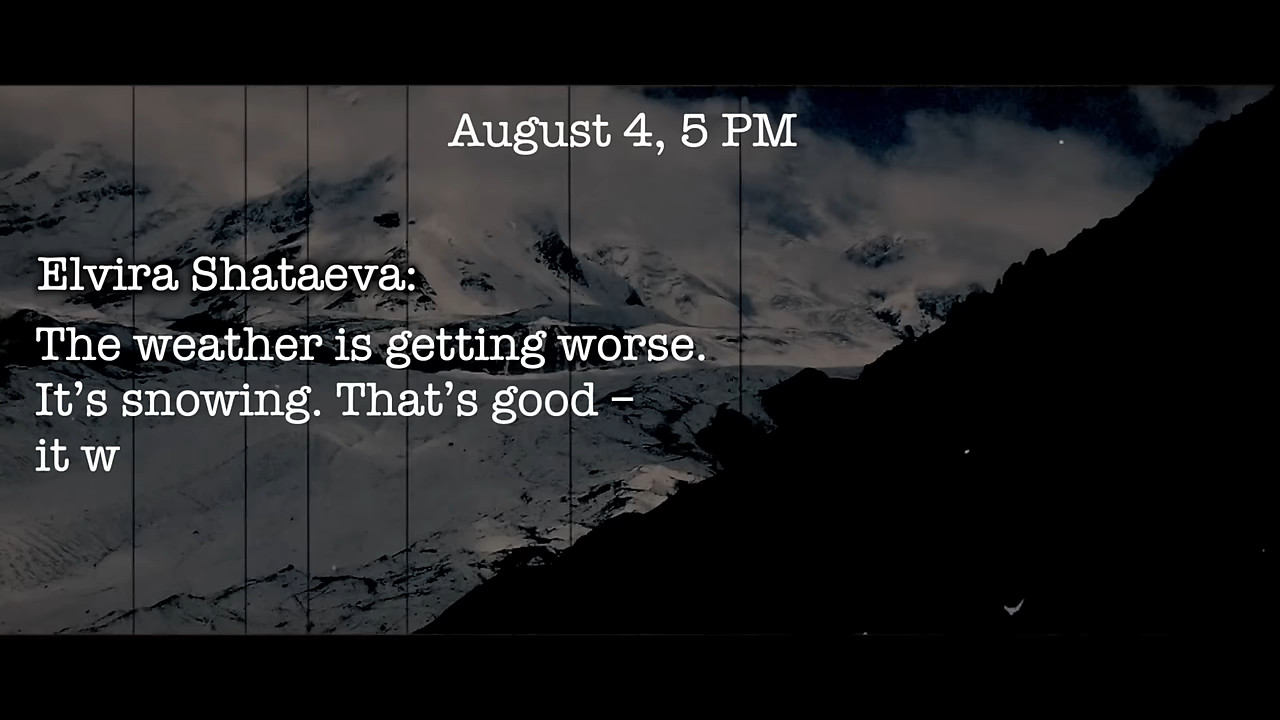 August 4, 5 PM
Elvira Shataeva:
The weather is getting worse.
It’s snowing. That’s good –
it w